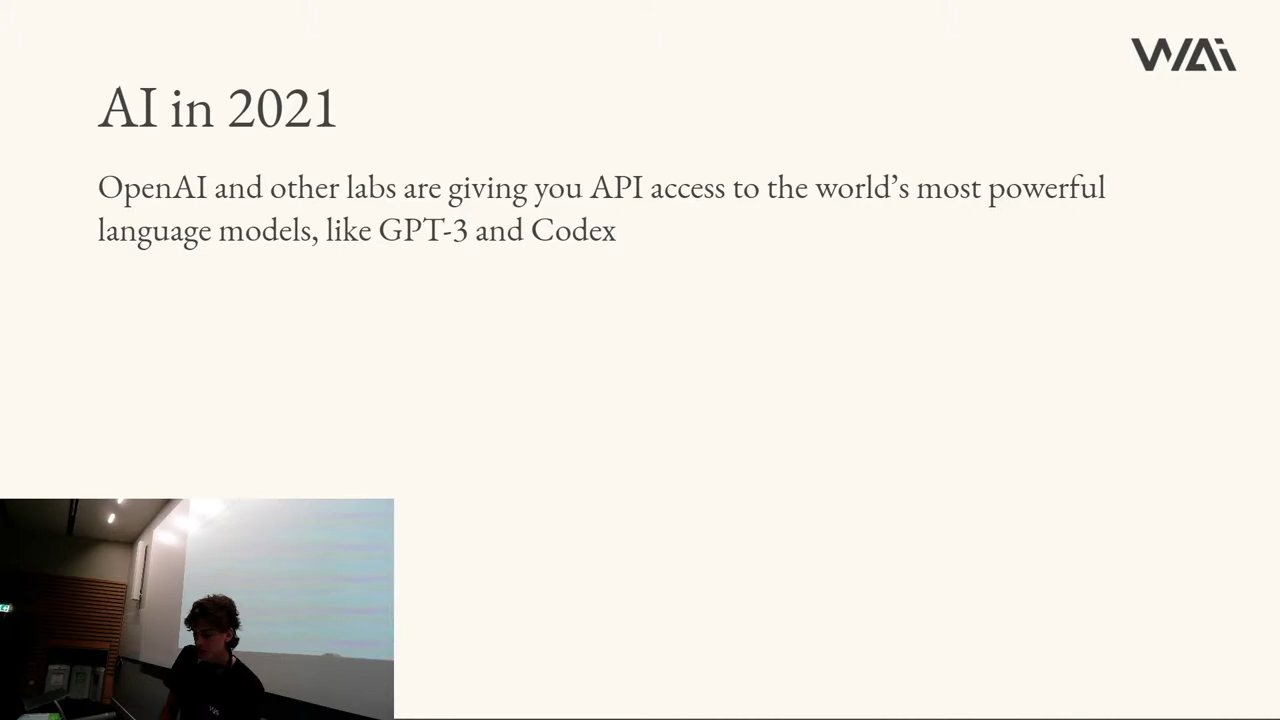 WAi
AI in 2021
OpenAI and other labs are giving you API access to the world’s most powerful
language models, like GPT-3 and Codex